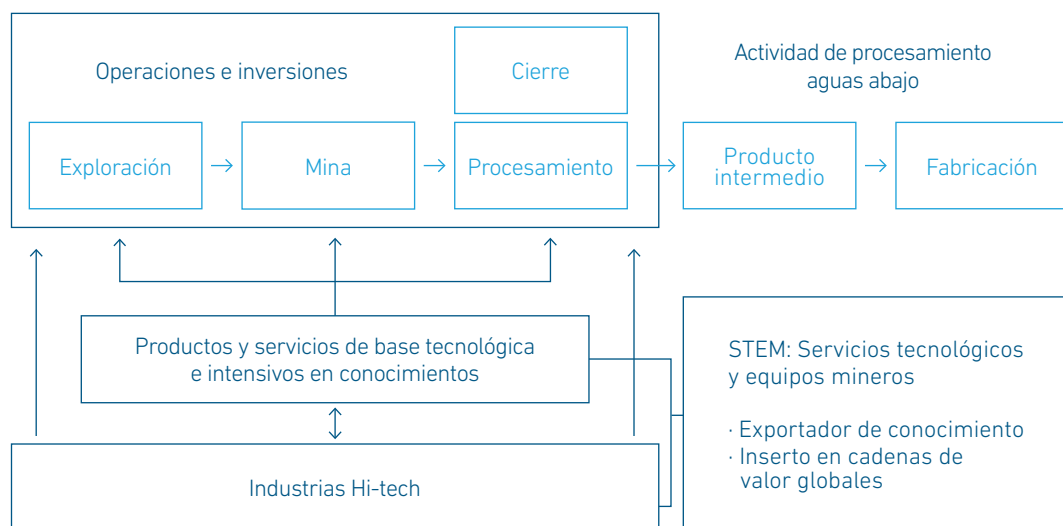 Operaciones e inversiones
Cierre
Actividad de procesamiento
aguas abajo
Exploración
Mina
Procesamiento
Producto
intermedio
Fabricación
Productos y servicios de base tecnológica
e intensivos en conocimientos
STEM: Servicios tecnológicos
y equipos mineros
· Exportador de conocimiento
· Inserto en cadenas de
valor globales
Industrias Hi-tech